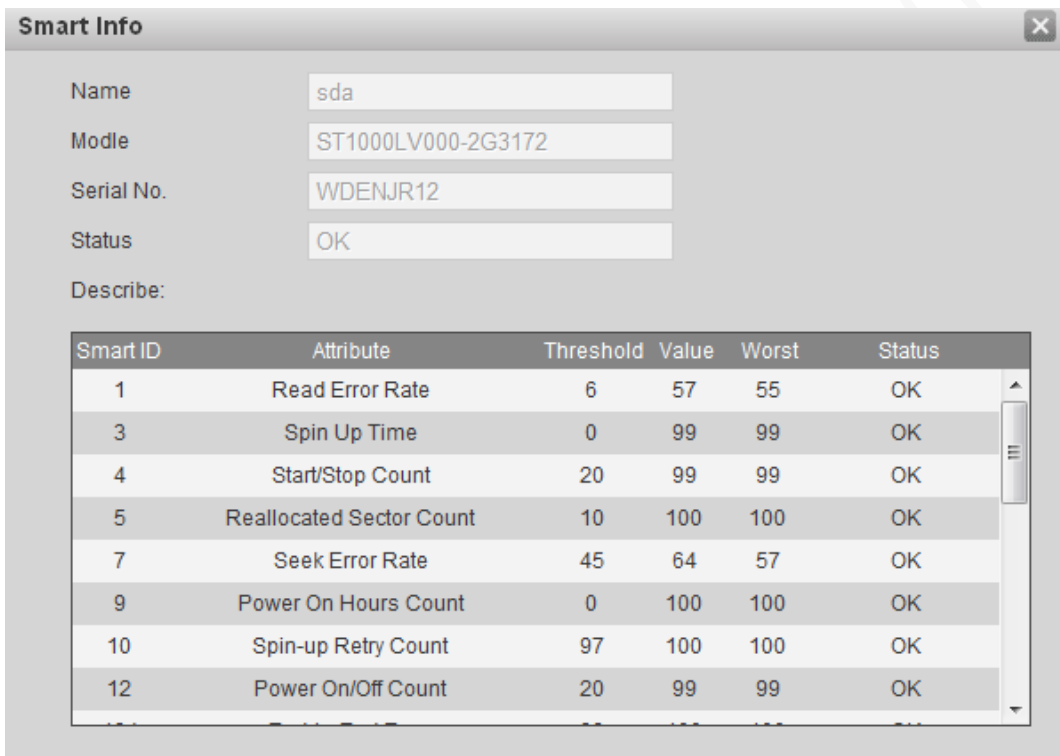 Smart Info
Name sda
Modle ST1000LV000-2G3172
Serial No. WDENJR12
Status OK
Describe:
Smart ID Attribute Threshold Value Worst Status
1 Read Error Rate 6 57 55 OK
3 Spin Up Time 0 99 99 OK
4 Start/Stop Count 20 99 99 OK
5 Reallocated Sector Count 10 100 100 OK
7 Seek Error Rate 45 64 57 OK
9 Power On Hours Count 0 100 100 OK
10 Spin-up Retry Count 97 100 100 OK
12 Power On/Off Count 20 99 99 OK